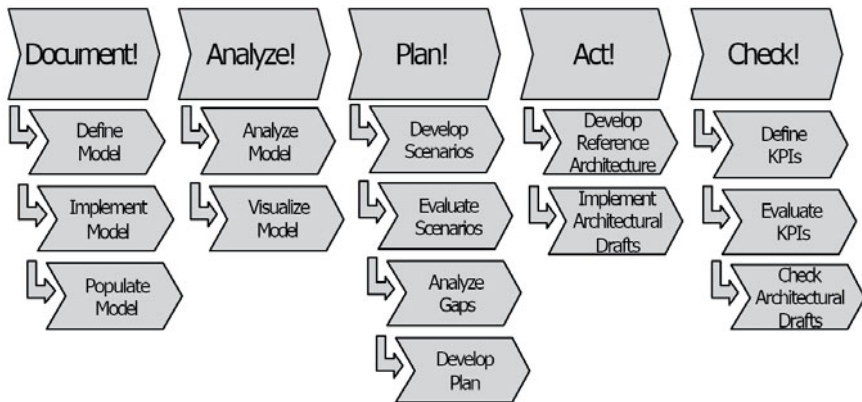 Document!
Analyze!
Plan!
Act!
Check!
Define
Model
Implement
Model
Populate
Model
Analyze
Model
Visualize
Model
Develop
Scenarios
Evaluate
Scenarios
Analyze
Gaps
Develop
Plan
Develop
Reference
Architecture
Implement
Architectural
Drafts
Define
KPIs
Evaluate
KPIs
Check
Architectural
Drafts